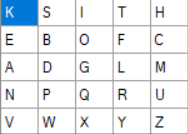 K S I T H
E B O F C
A D G L M
N P Q R U
V W X Y Z